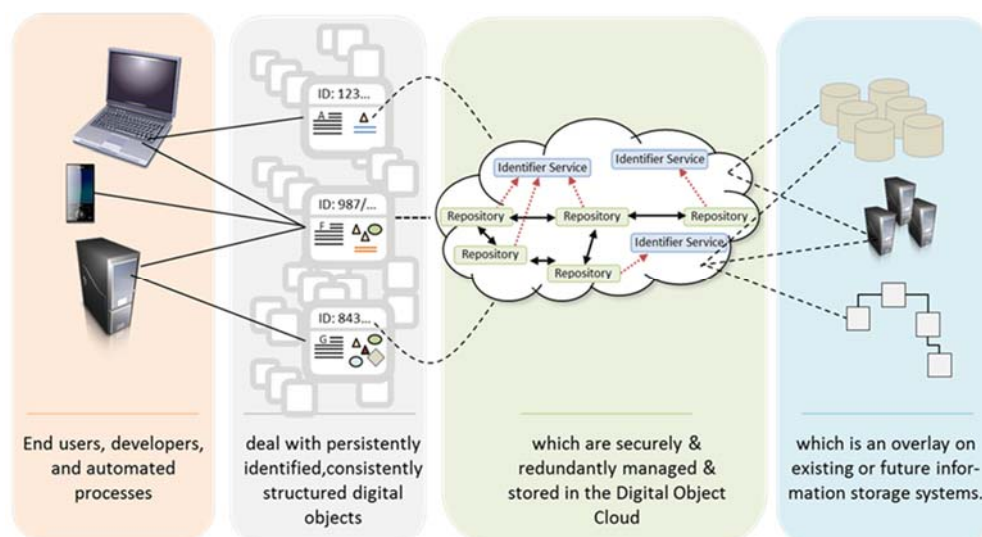 ID: 123...
A
ID: 987/...
F
ID: 843...
G
Identifier Service
Identifier Service
Repository
Repository
Repository
Identifier Service
Repository
Repository
End users, developers,
and automated
processes
deal with persistently
identified,consistently
structured digital
objects
which are securely &
redundantly managed &
stored in the Digital Object
Cloud
which is an overlay on
existing or future infor-
mation storage systems.